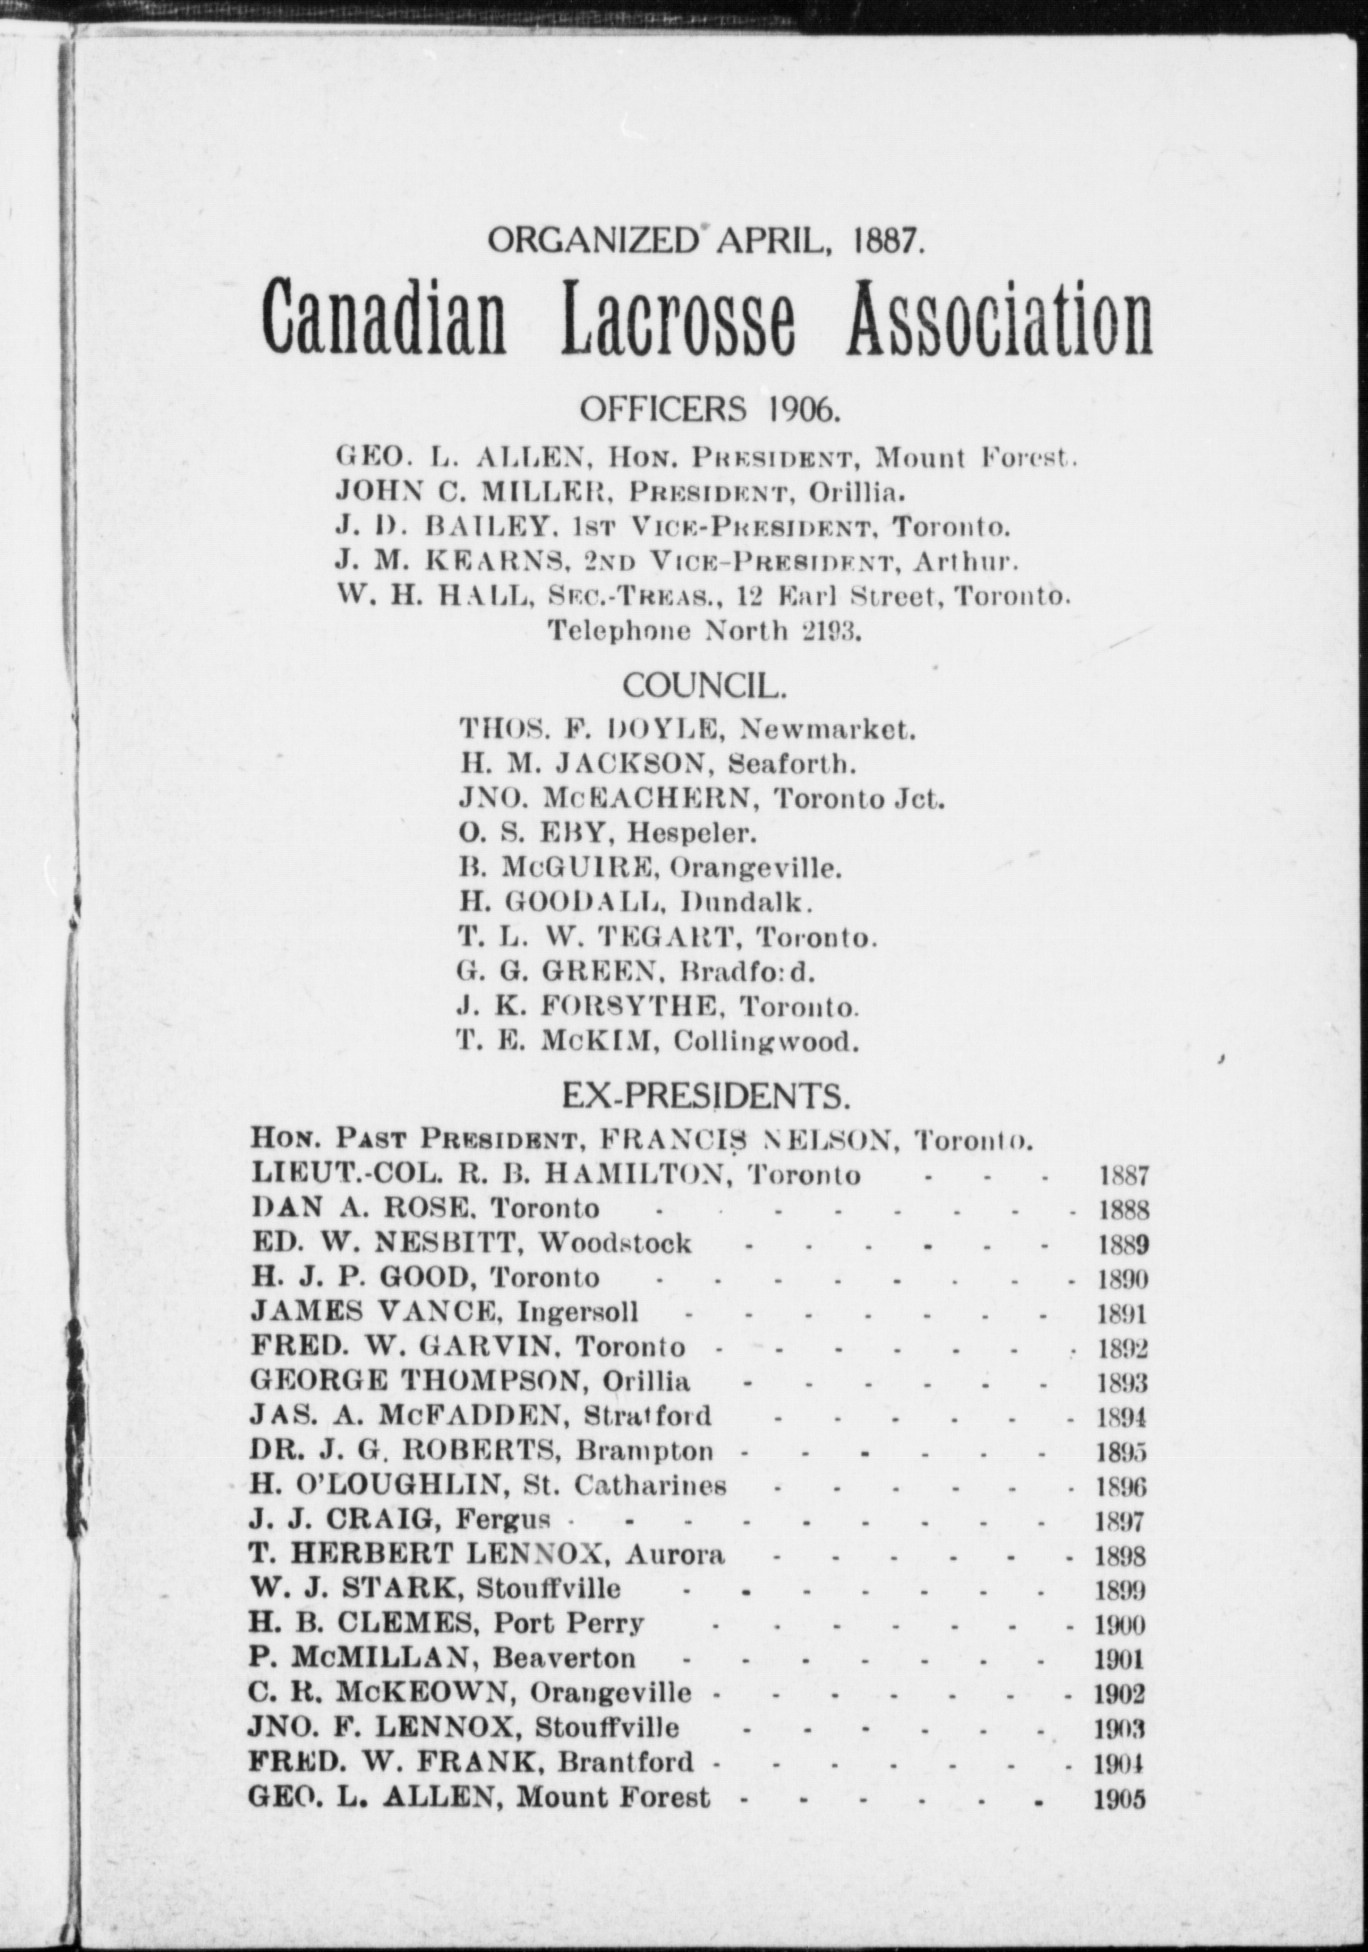 ORGANIZED APRIL, 1887.
Canadian Lacrosse Association
OFFICERS 1906.
GEO. L. ALLEN, HON. PRESIDENT, Mount Forest.
JOHN C. MILLER, PRESIDENT, Orillia.
J. D. BAILEY, 1ST VICE-PRESIDENT, Toronto.
J. M. KEARNS, 2ND VICE-PRESIDENT, Arthur.
W. H. HALL, SEC.-TREAS., 12 Earl Street, Toronto.
Telephone North 2193.
COUNCIL.
THOS. F. DOYLE, Newmarket.
H. M. JACKSON, Seaforth.
JNO. McEACHERN, Toronto Jct.
O. S. EBY, Hespeler.
B. McGUIRE, Orangeville.
H. GOODALL, Dundalk.
T. L. W. TEGART, Toronto.
G. G. GREEN, Bradford.
J. K. FORSYTHE, Toronto.
T. E. McKIM, Collingwood.
EX-PRESIDENTS.
HON. PAST PRESIDENT, FRANCIS NELSON, Toronto.
LIEUT.-COL. R. B. HAMILTON, Toronto - - - 1887
DAN A. ROSE, Toronto - - - - - - - - 1888
ED. W. NESBITT, Woodstock - - - - - - 1889
H. J. P. GOOD, Toronto - - - - - - - - 1890
JAMES VANCE, Ingersoll - - - - - - - 1891
FRED. W. GARVIN, Toronto - - - - - - - 1892
GEORGE THOMPSON, Orillia - - - - - - 1893
JAS. A. McFADDEN, Stratford - - - - - - 1894
DR. J. G. ROBERTS, Brampton - - - - - - 1895
H. O'LOUGHLIN, St. Catharines - - - - - - 1896
J. J. CRAIG, Fergus - - - - - - - - - 1897
T. HERBERT LENNOX, Aurora - - - - - - 1898
W. J. STARK, Stouffville - - - - - - - 1899
H. B. CLEMES, Port Perry - - - - - - - 1900
P. McMILLAN, Beaverton - - - - - - - 1901
C. R. McKEOWN, Orangeville - - - - - - - 1902
JNO. F. LENNOX, Stouffville - - - - - - 1903
FRED. W. FRANK, Brantford - - - - - - - 1904
GEO. L. ALLEN, Mount Forest - - - - - - 1905